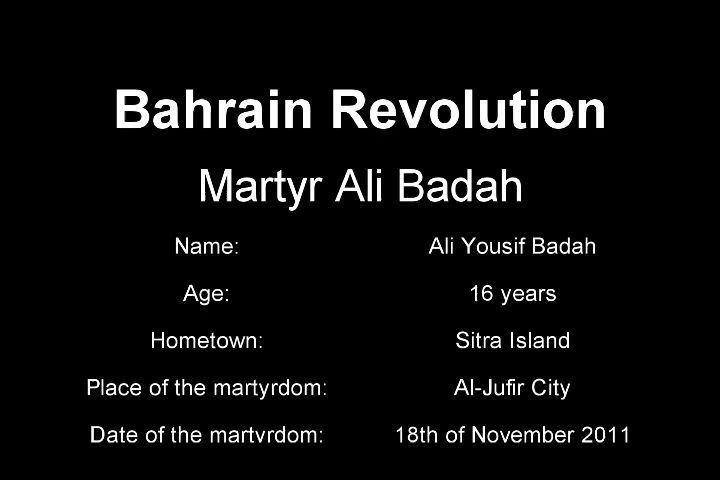 Bahrain Revolution
Martyr Ali Badah
Name: Ali Yousif Badah
Age: 16 years
Hometown: Sitra Island
Place of the martyrdom: Al-Jufir City
Date of the martyrdom: 18th of November 2011